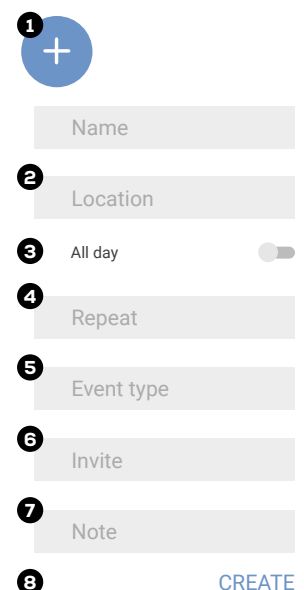 1
+
Name
2
Location
3 All day
4
Repeat
5
Event type
6
Invite
7
Note
8 CREATE